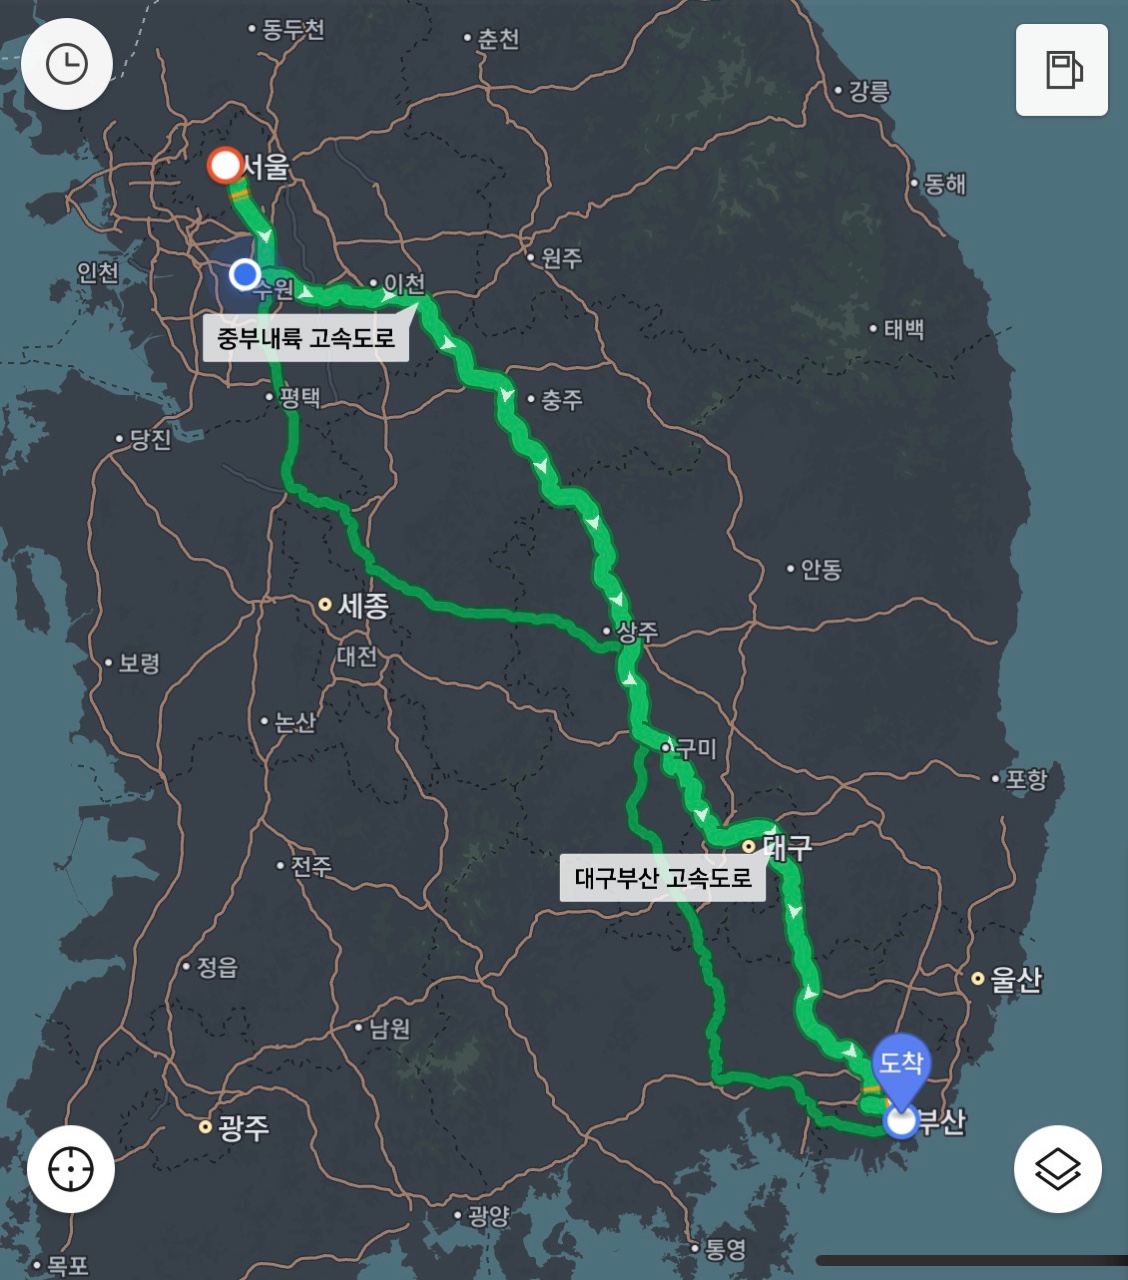 동두천
춘천
강릉
서울
동해
원주
인천
수원
이천
태백
중부내륙 고속도로
평택
충주
당진
안동
세종
상주
대전
보령
논산
구미
포항
대구
전주
대구부산 고속도로
정읍
울산
남원
도착
부산
광주
광양
통영
목포